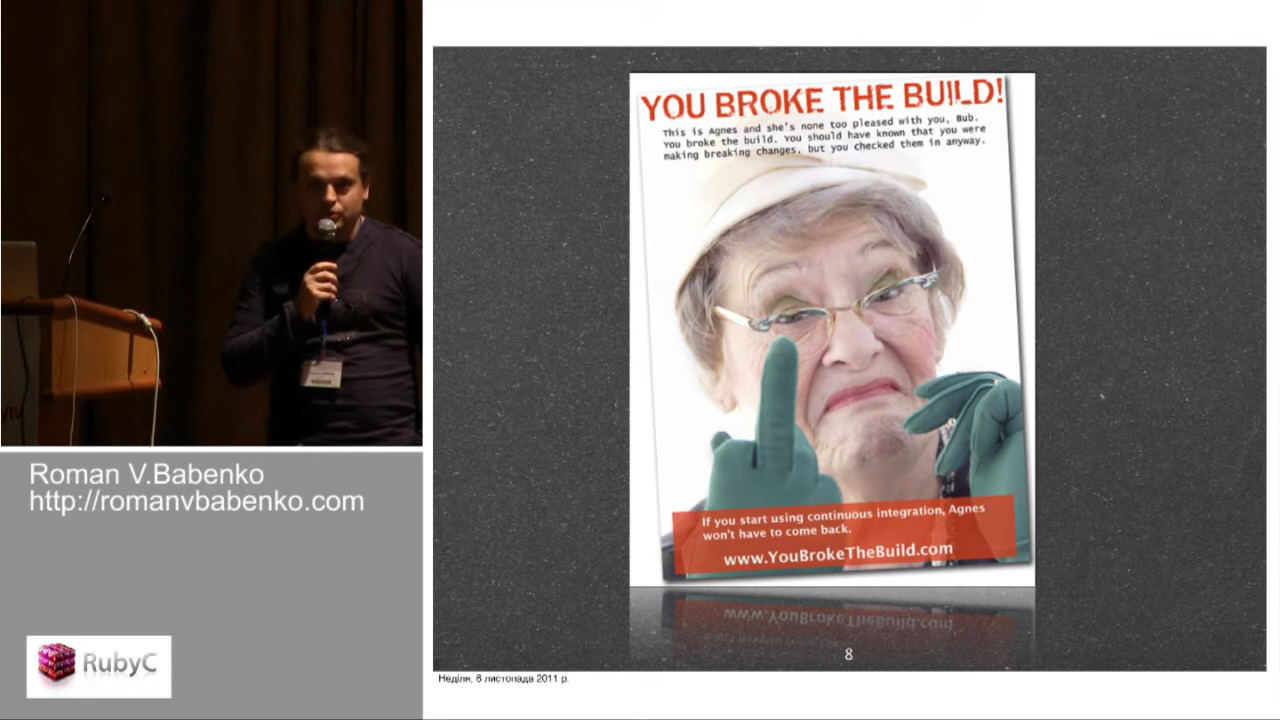 Roman V.Babenko
http://romanvbabenko.com
RubyC
YOU BROKE THE BUILD!
This is Agnes and she's none too pleased with you, Bub.
You broke the build. You should have known that you were
making breaking changes, but you checked them in anyway.
If you start using continuous integration, Agnes
won't have to come back.
www.YouBrokeTheBuild.com
www.YouBrokeTheBuild.com
8
Неділя, 6 листопада 2011 р.